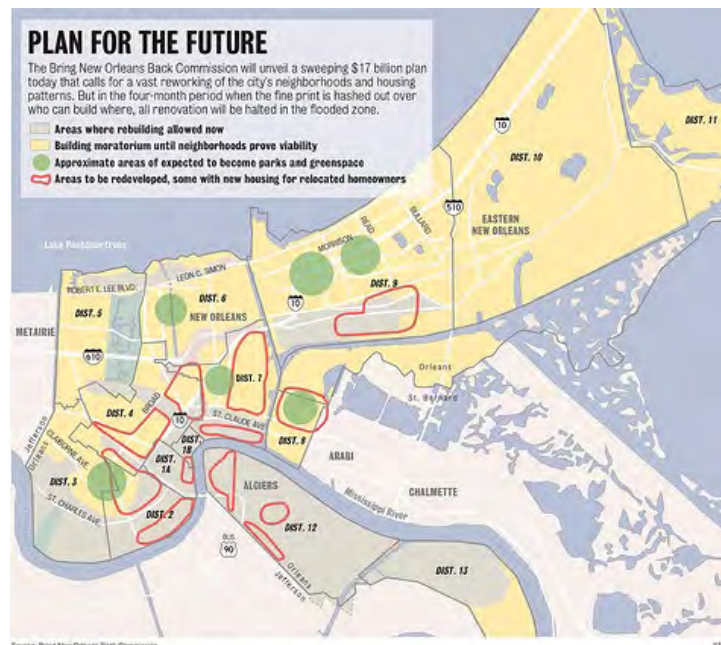 PLAN FOR THE FUTURE
The Bring New Orleans Back Commission will unveil a sweeping $17 billion plan
today that calls for a vast reworking of the city's neighborhoods and housing
patterns. But in the four-month period when the fine print is hashed out over
who can build where, all renovation will be halted in the flooded zone.
Areas where rebuilding allowed now
Building moratorium until neighborhoods prove viability
Approximate areas of expected to become parks and greenspace
Areas to be redeveloped, some with new housing for relocated homeowners
10
DIST. 11
DIST. 10
510
EASTERN
NEW ORLEANS
BULLARD
READ
MORRISON
Lake Pontchartrain
LEON C. SIMON
ROBERT E. LEE BLVD.
DIST. 9
10
DIST. 6
NEW ORLEANS
DIST. 5
METAIRIE
610
Orleans
St. Bernard
DIST. 7
DIST. 4
BROAD
10
ST. CLAUDE AVE.
DIST. 8
DIST.
1B
DIST.
1A
ARABI
Jefferson
Orleans
CLAIBORNE AVE.
DIST. 3
ST. CHARLES AVE.
DIST. 2
ALGIERS
Mississippi River
CHALMETTE
DIST. 12
BUS.
90
Orleans
Jefferson
DIST. 13
Source: Bring New Orleans Back Commission